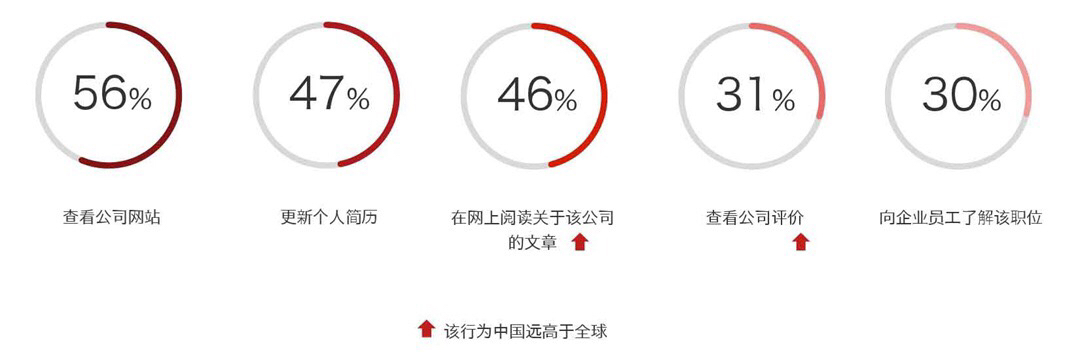 56%
47%
46%
31%
30%
查看公司网站
更新个人简历
在网上阅读关于该公司
的文章
查看公司评价
向企业员工了解该职位
该行为中国远高于全球